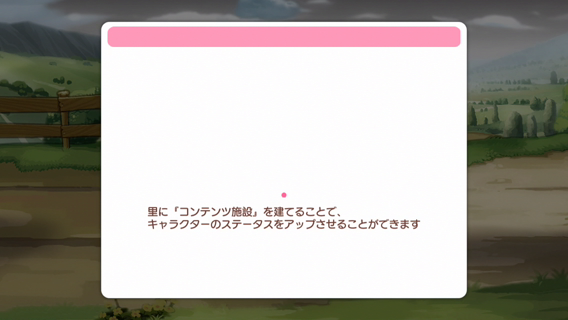 里に「コンテンツ施設」を建てることで、
キャラクターのステータスをアップさせることができます